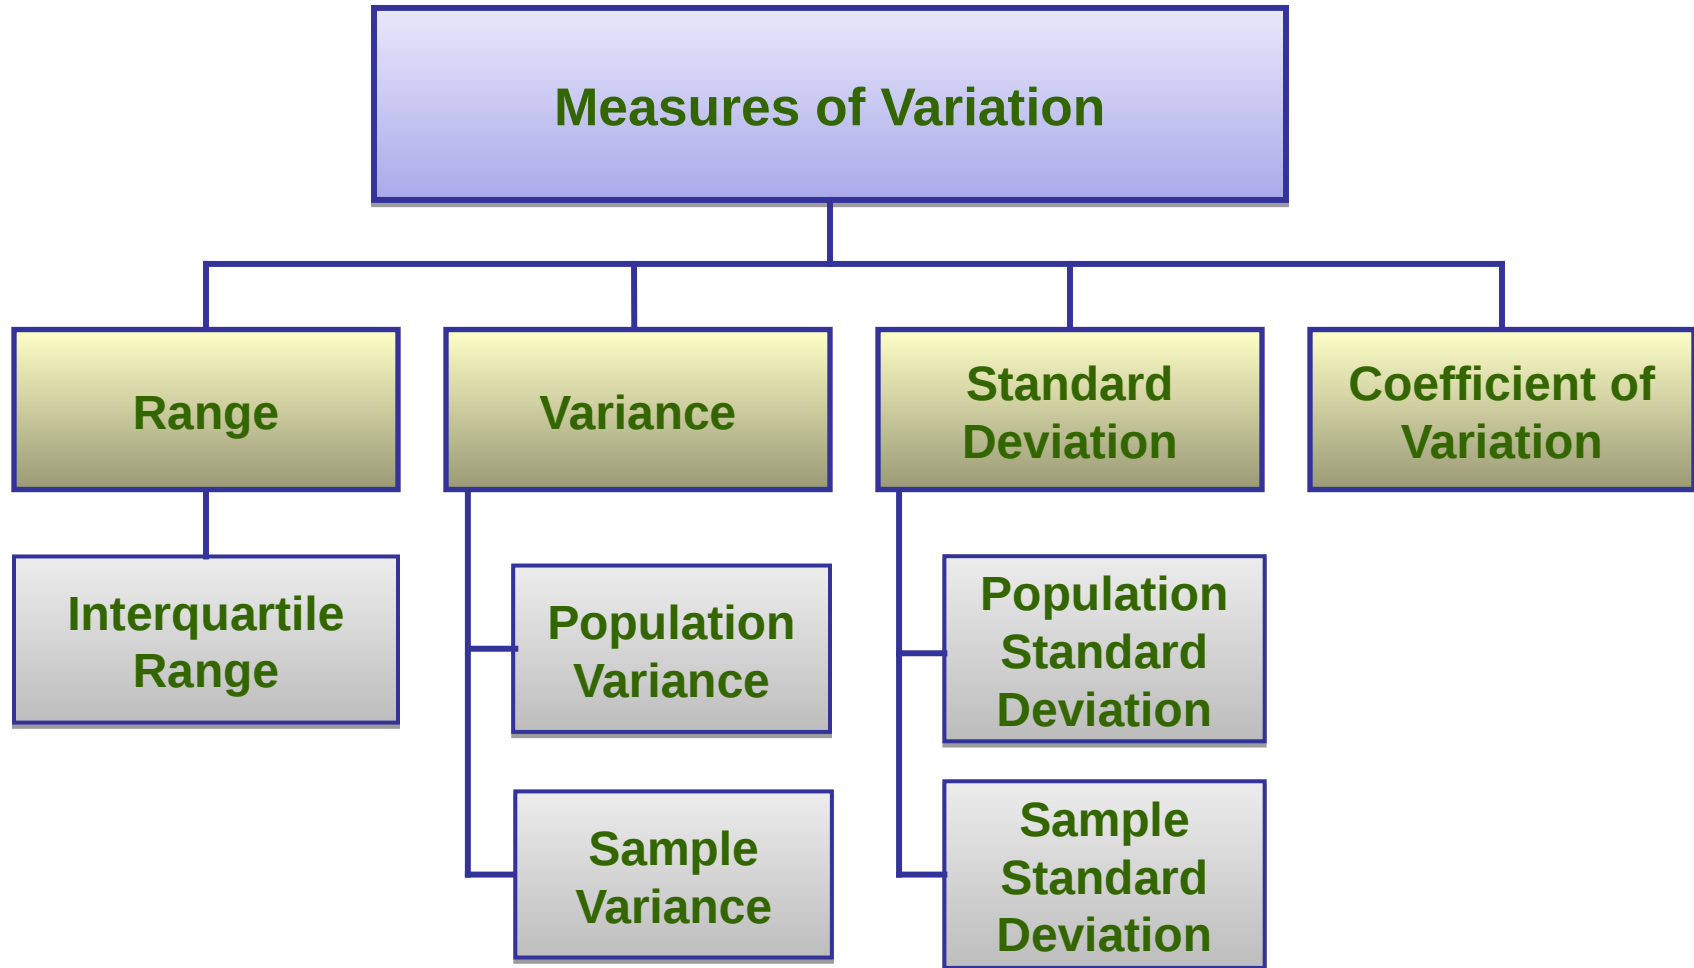 Measures of Variation
Range
Variance
Standard
Deviation
Coefficient of
Variation
Interquartile
Range
Population
Variance
Population
Standard
Deviation
Sample
Variance
Sample
Standard
Deviation